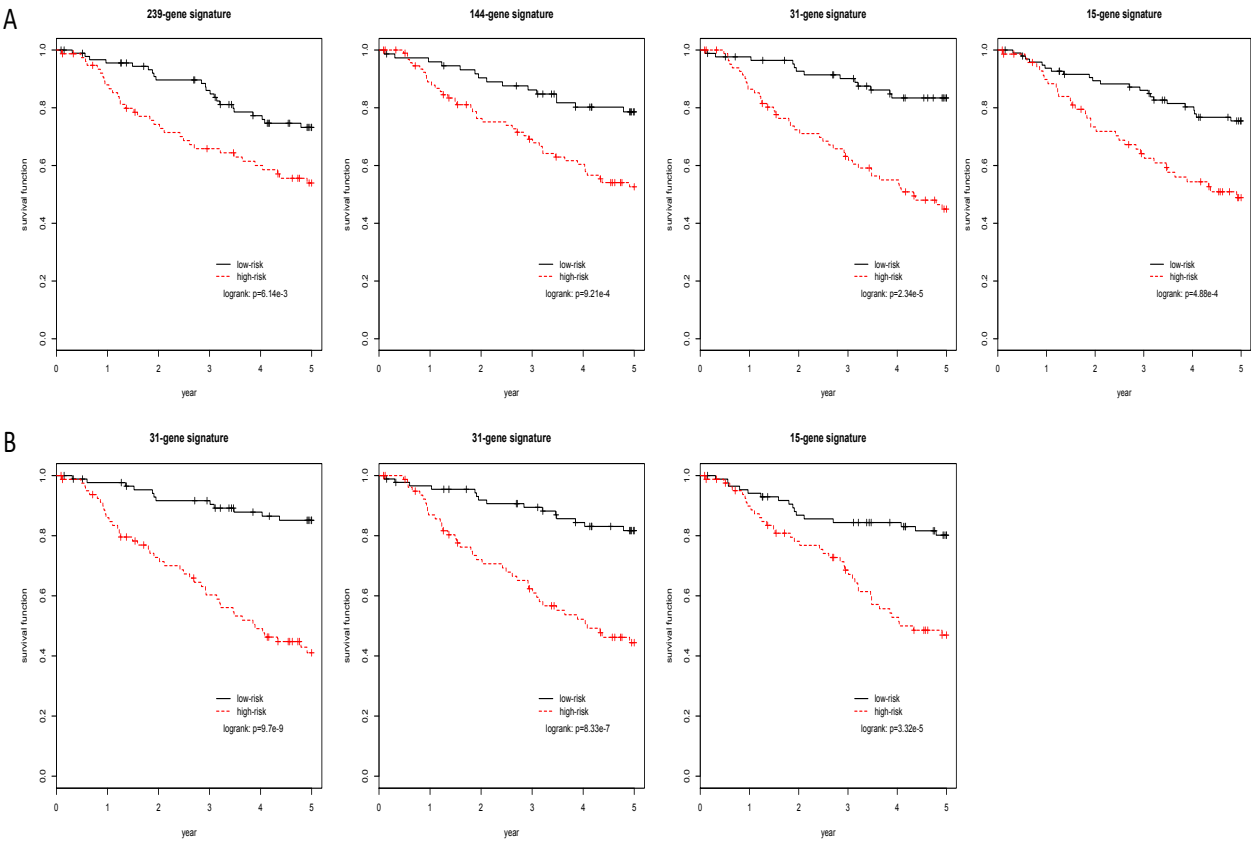 A
239-gene signature
survival function
1.0
0.8
0.6
0.4
0.2
0.0
low-risk
high-risk
logrank: p=6.14e-3
0 1 2 3 4 5
year
144-gene signature
survival function
1.0
0.8
0.6
0.4
0.2
0.0
low-risk
high-risk
logrank: p=9.21e-4
0 1 2 3 4 5
year
31-gene signature
survival function
1.0
0.8
0.6
0.4
0.2
0.0
low-risk
high-risk
logrank: p=2.34e-5
0 1 2 3 4 5
year
15-gene signature
survival function
1.0
0.8
0.6
0.4
0.2
0.0
low-risk
high-risk
logrank: p=4.88e-4
0 1 2 3 4 5
year
B
31-gene signature
survival function
1.0
0.8
0.6
0.4
0.2
0.0
low-risk
high-risk
logrank: p=9.7e-9
0 1 2 3 4 5
year
31-gene signature
survival function
1.0
0.8
0.6
0.4
0.2
0.0
low-risk
high-risk
logrank: p=8.33e-7
0 1 2 3 4 5
year
15-gene signature
survival function
1.0
0.8
0.6
0.4
0.2
0.0
low-risk
high-risk
logrank: p=3.32e-5
0 1 2 3 4 5
year